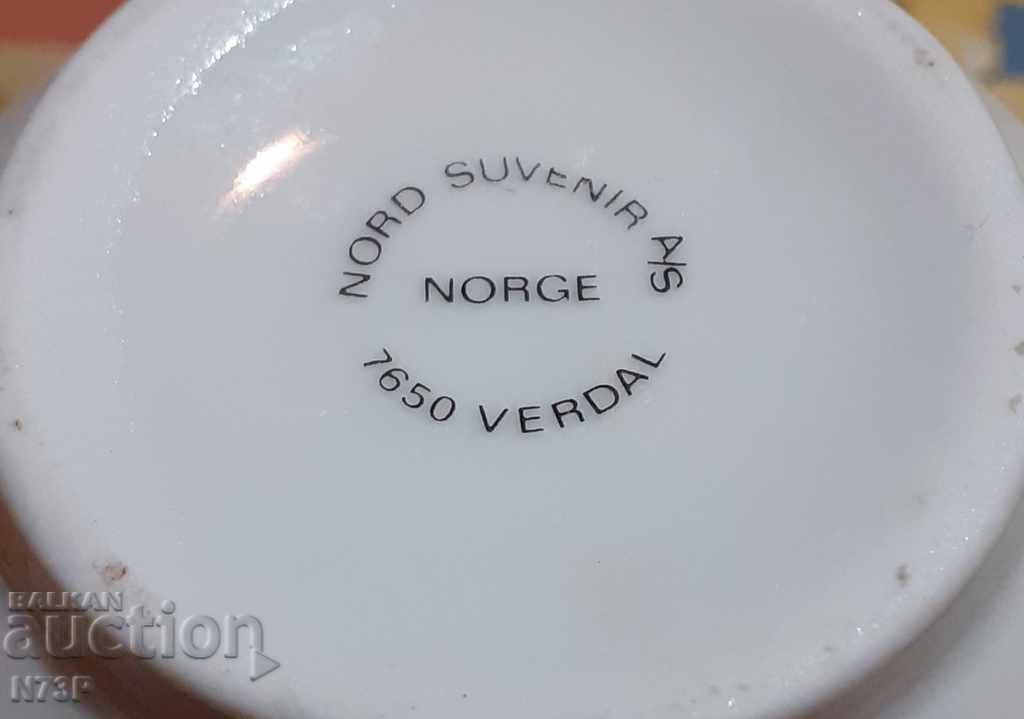 NORD SUVENIR A/S
NORGE
7650 VERDAL
BALKAN
auction
N73P